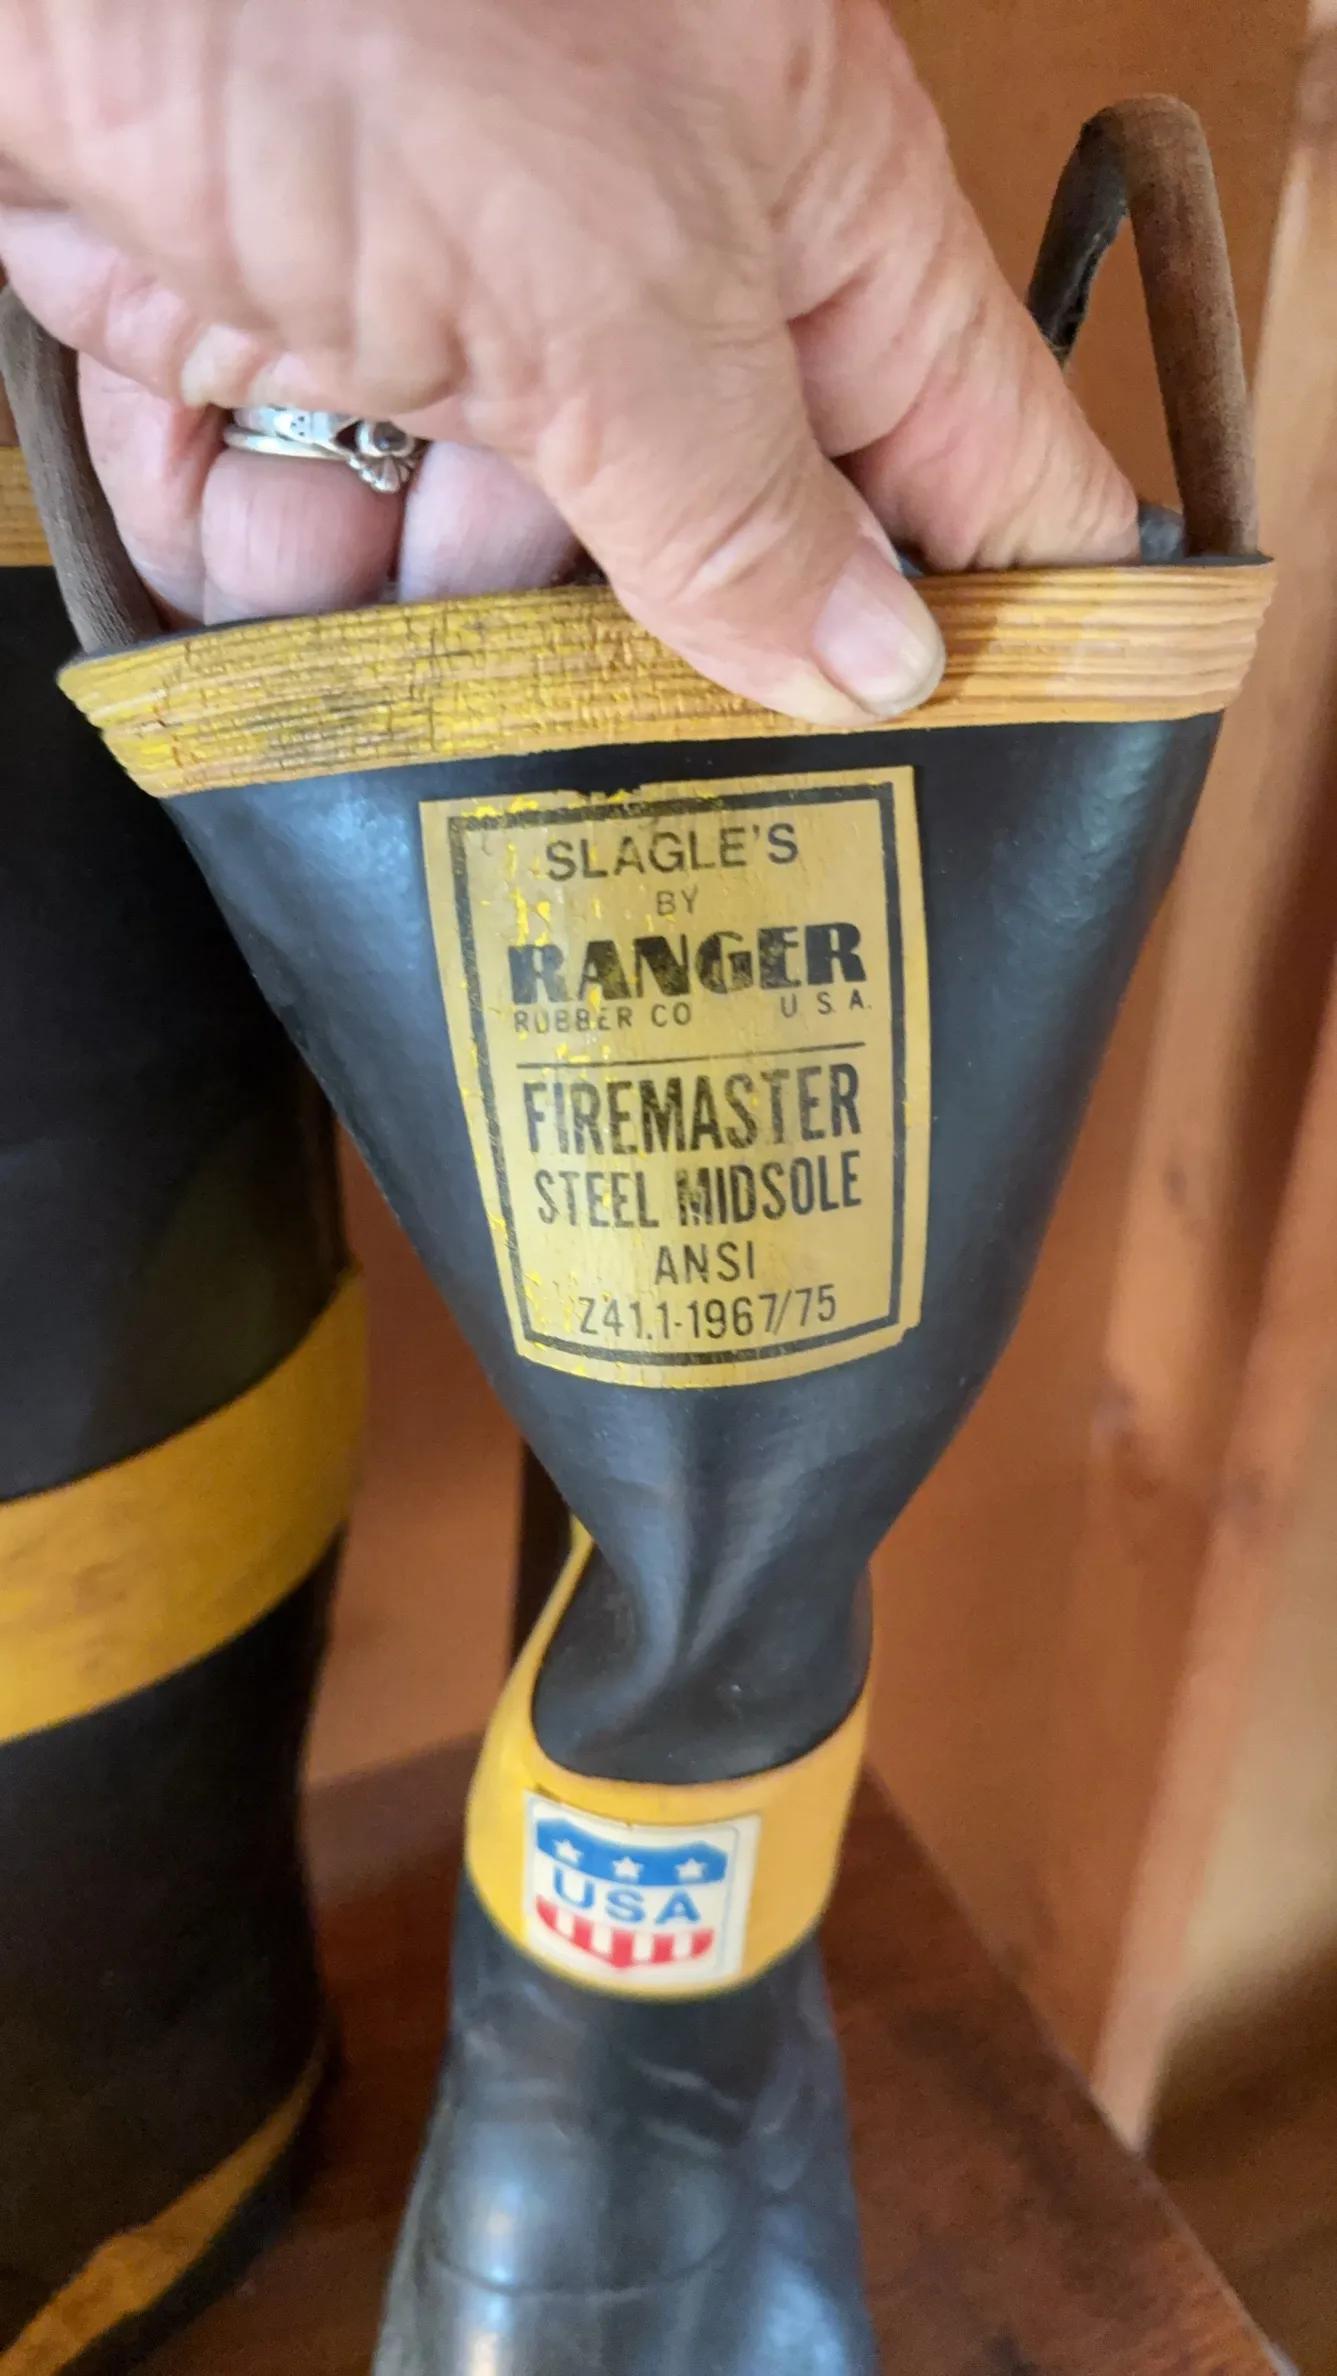 SLAGLE'S
BY
RANGER
RUBBER CO U.S.A.
FIREMASTER
STEEL MIDSOLE
ANSI
Z41.1-1967/75
USA